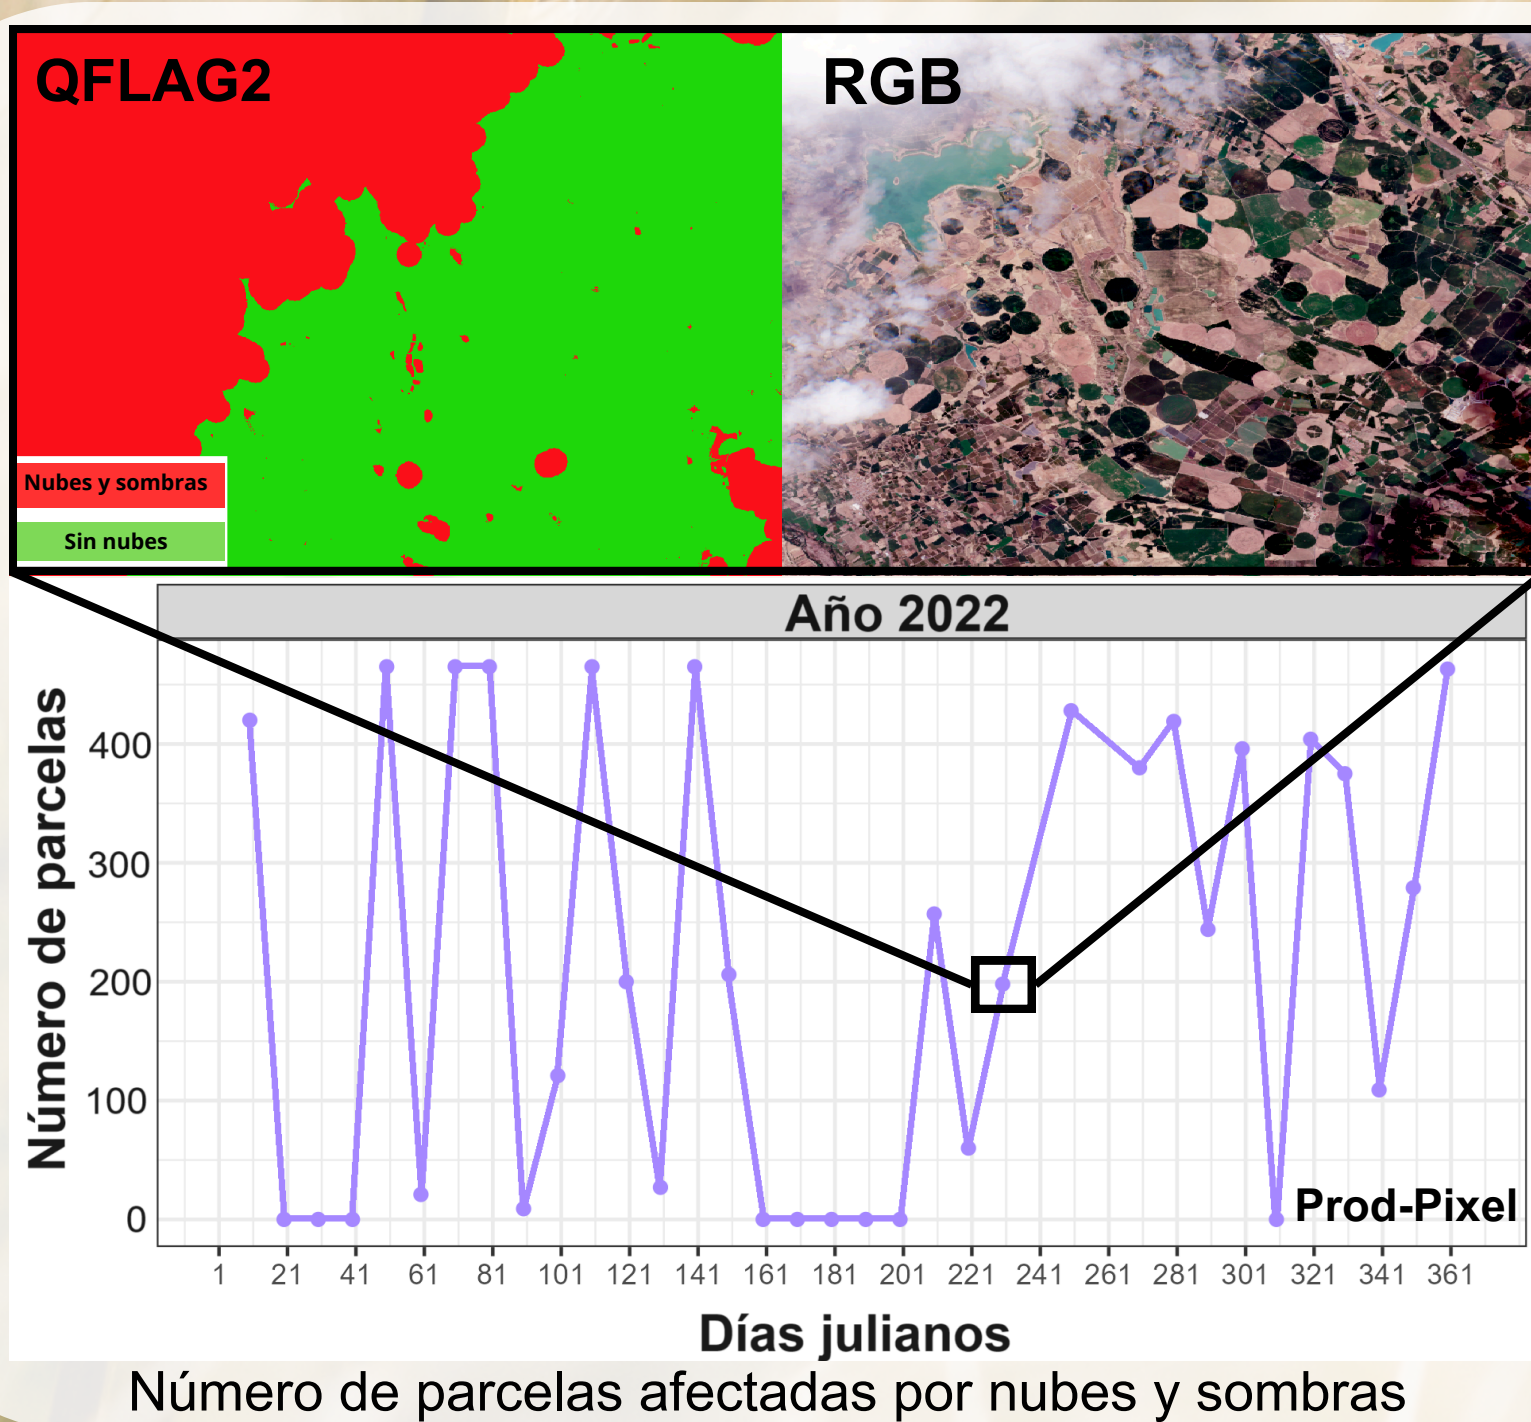 QFLAG2
RGB
Nubes y sombras
Sin nubes
Año 2022
Número de parcelas
400
300
200
100
0
Prod-Pixel
1 21 41 61 81 101 121 141 161 181 201 221 241 261 281 301 321 341 361
Días julianos
Número de parcelas afectadas por nubes y sombras